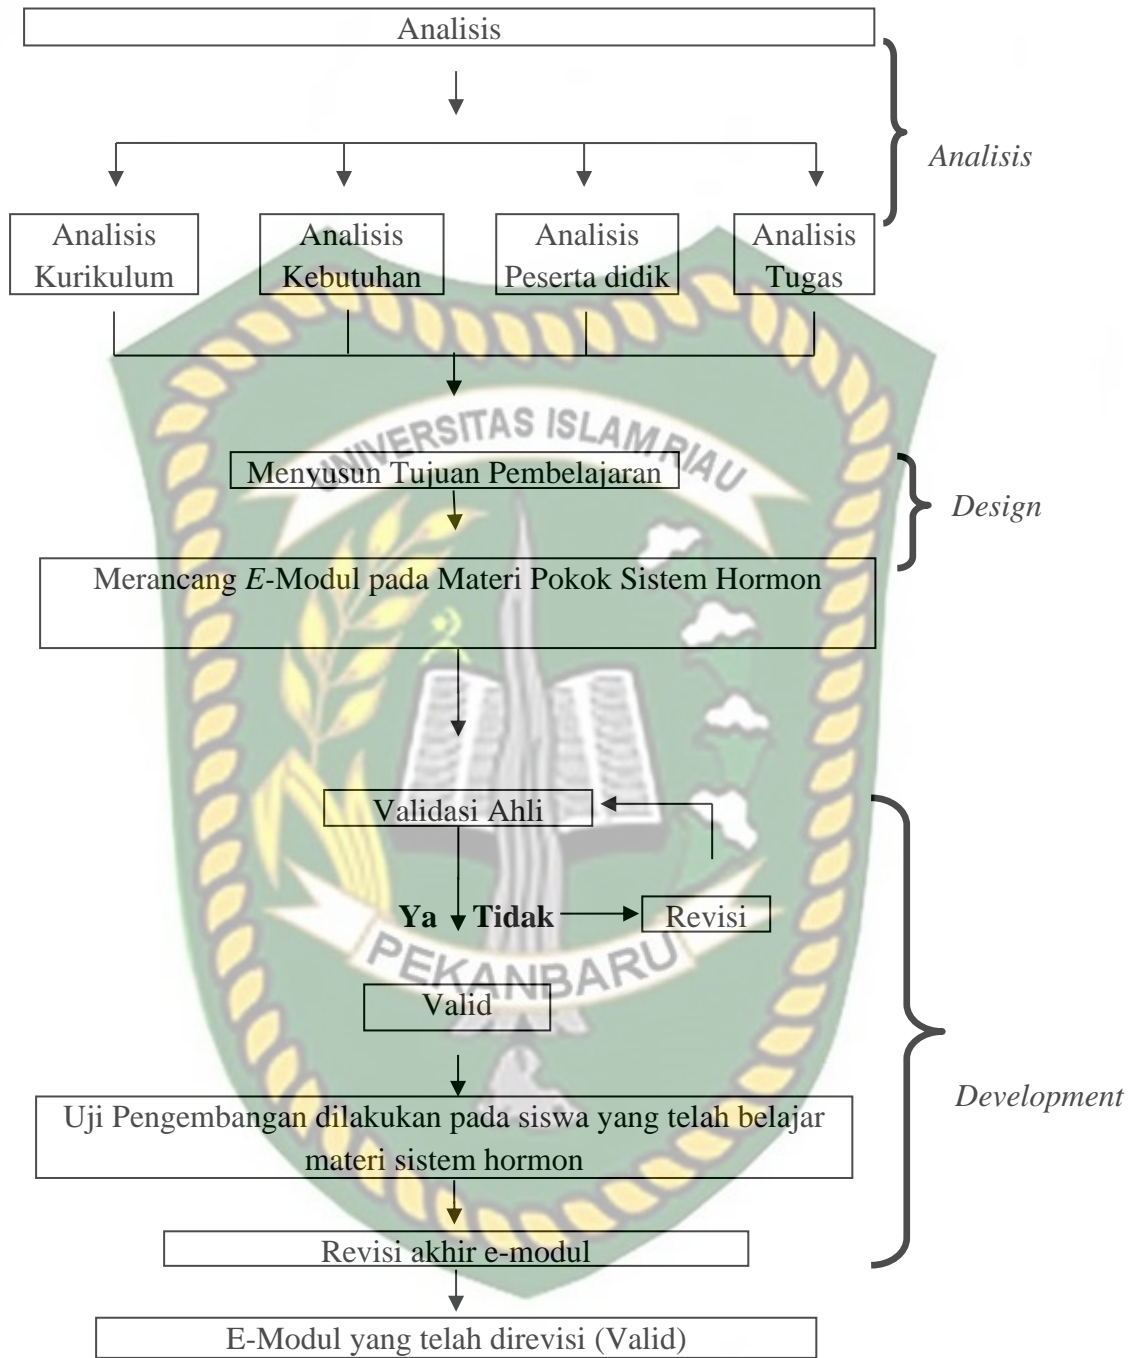 Analisis
Analisis
Analisis
Kurikulum
Analisis
Kebutuhan
Analisis
Peserta didik
Analisis
Tugas
UNIVERSITAS ISLAM RIAU
Menyusun Tujuan Pembelajaran
Design
Merancang E-Modul pada Materi Pokok Sistem Hormon
Validasi Ahli
Ya Tidak
Revisi
PEKANBARU
Valid
Development
Uji Pengembangan dilakukan pada siswa yang telah belajar
materi sistem hormon
Revisi akhir e-modul
E-Modul yang telah direvisi (Valid)